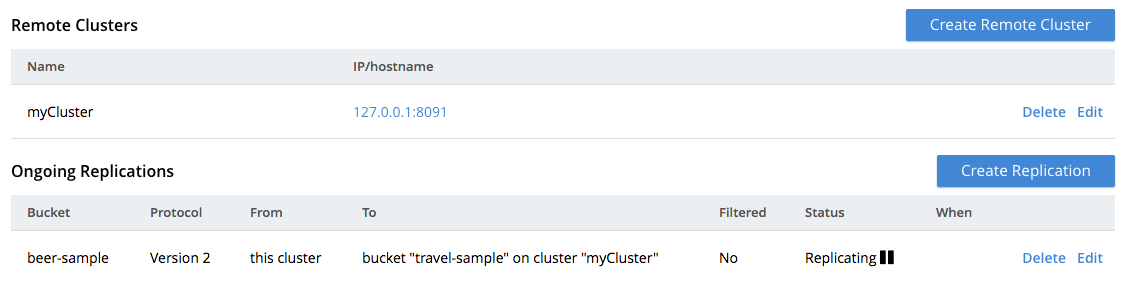 Remote Clusters Create Remote Cluster
Name IP/hostname
myCluster 127.0.0.1:8091 Delete Edit
Ongoing Replications Create Replication
Bucket Protocol From To Filtered Status When
beer-sample Version 2 this cluster bucket "travel-sample" on cluster "myCluster" No Replicating Delete Edit